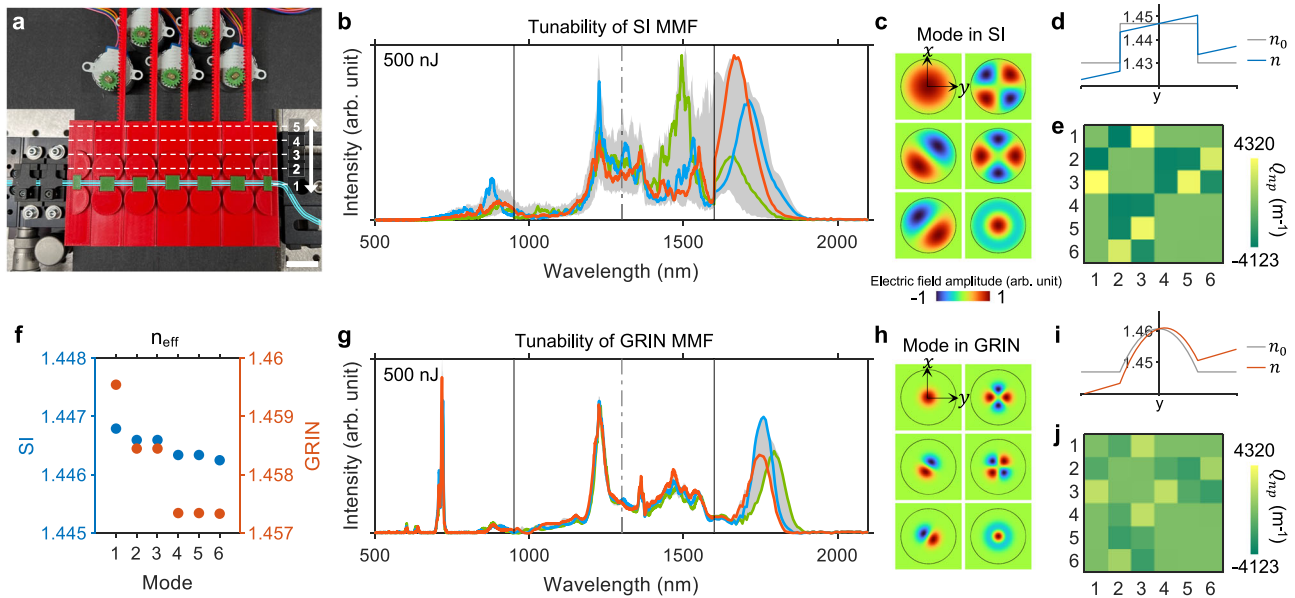 a
5
4
3
2
1
b
Tunability of SI MMF
500 nJ
Intensity (arb. unit)
500
1000
1500
2000
Wavelength (nm)
c
Mode in SI
x
y
Electric field amplitude (arb. unit)
-1
1
d
1.45
1.44
1.43
n0
n
y
e
1
2
3
4
5
6
1 2 3 4 5 6
4320
Qnp (m-1)
-4123
f
neff
1.448
1.447
1.446
1.445
SI
1.46
1.459
1.458
1.457
GRIN
1 2 3 4 5 6
Mode
g
Tunability of GRIN MMF
500 nJ
Intensity (arb. unit)
500
1000
1500
2000
Wavelength (nm)
h
Mode in GRIN
x
y
i
1.46
1.45
n0
n
y
j
1
2
3
4
5
6
1 2 3 4 5 6
4320
Qnp (m-1)
-4123